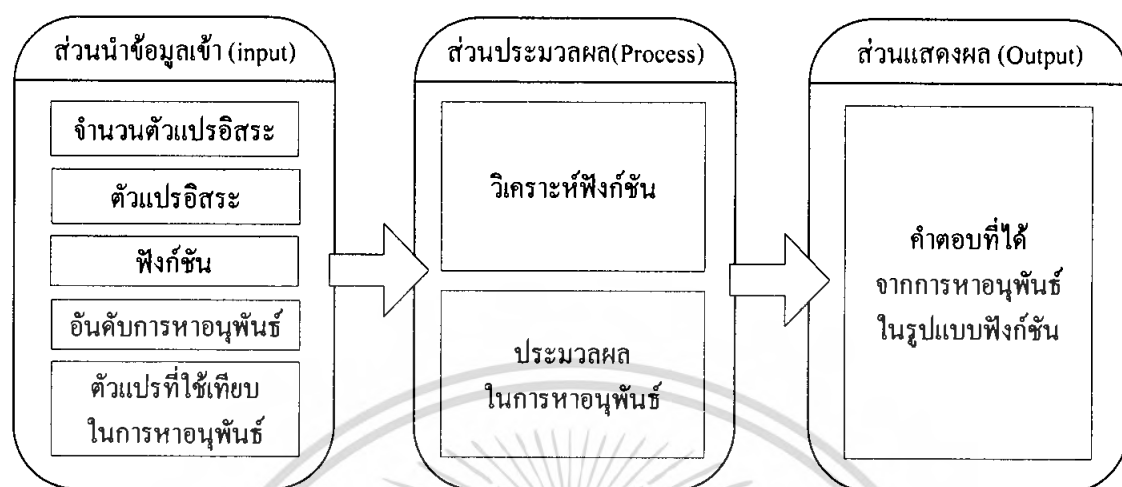 ส่วนนำข้อมูลเข้า (input)
จำนวนตัวแปรอิสระ
ตัวแปรอิสระ
ฟังก์ชัน
อันดับการหาอนุพันธ์
ตัวแปรที่ใช้เทียบ
ในการหาอนุพันธ์
ส่วนประมวลผล(Process)
วิเคราะห์ฟังก์ชัน
ประมวลผล
ในการหาอนุพันธ์
ส่วนแสดงผล (Output)
คำตอบที่ได้
จากการหาอนุพันธ์
ในรูปแบบฟังก์ชัน